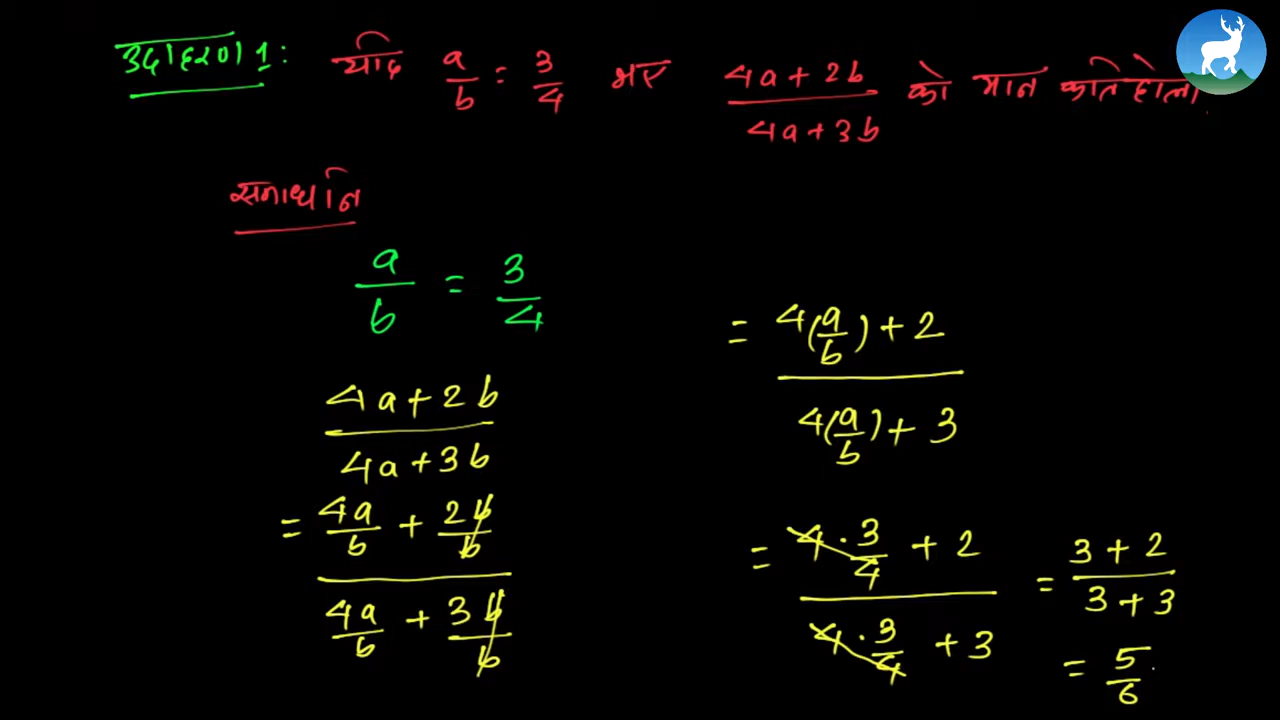 उदाहरण 1: यदि a/b = 3/4 भए (4a + 2b)/(4a + 3b) को मान कति होला
समाधान
a/b = 3/4
(4a + 2b)/(4a + 3b)
= (4a/b + 2b/b)/(4a/b + 3b/b)
= (4(a/b) + 2)/(4(a/b) + 3)
= (4 · 3/4 + 2)/(4 · 3/4 + 3) = (3 + 2)/(3 + 3)
= 5/6